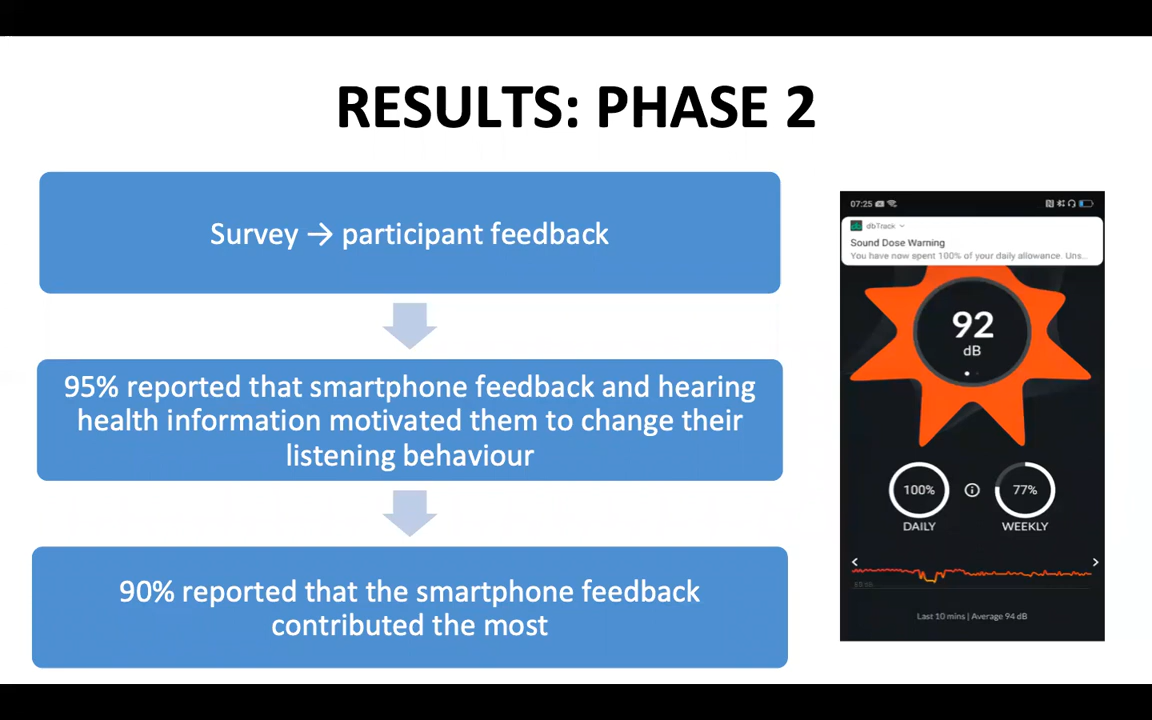 RESULTS: PHASE 2
Survey → participant feedback
95% reported that smartphone feedback and hearing
health information motivated them to change their
listening behaviour
90% reported that the smartphone feedback
contributed the most
07:25
dbTrack
Sound Dose Warning
You have now spent 100% of your daily allowance. Uns...
92
dB
100%
77%
DAILY
WEEKLY
Last 10 mins | Average 94 dB